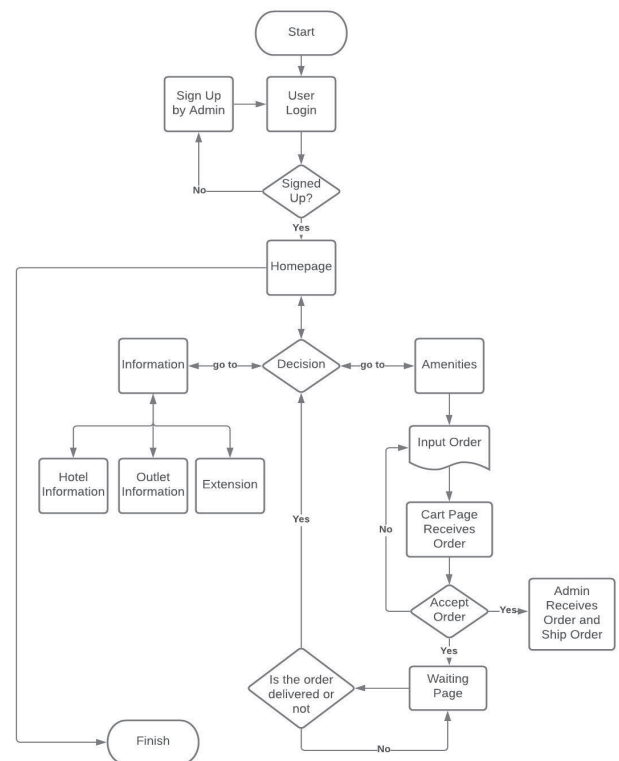 Start
Sign Up
by Admin
User
Login
Signed
Up?
No
Yes
Homepage
Information
go to
Decision
go to
Amenities
Input Order
Hotel
Information
Outlet
Information
Extension
Cart Page
Receives
Order
Yes
No
Accept
Order
Yes
Admin
Receives
Order and
Ship Order
Yes
Is the order
delivered or
not
Waiting
Page
No
Finish